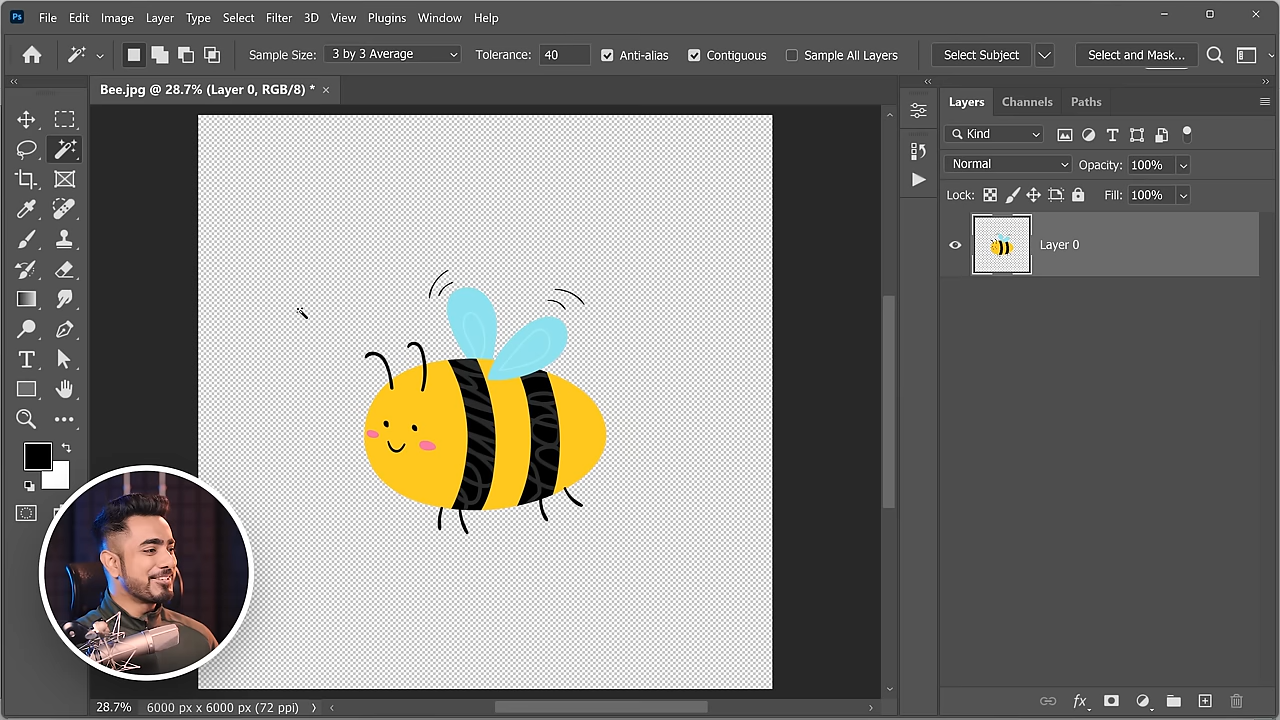 Ps File Edit Image Layer Type Select Filter 3D View Plugins Window Help
Sample Size: 3 by 3 Average Tolerance: 40 Anti-alias Contiguous Sample All Layers Select Subject Select and Mask...
Bee.jpg @ 28.7% (Layer 0, RGB/8) * ×
Layers Channels Paths
Kind
Normal Opacity: 100%
Lock: Fill: 100%
Layer 0
28.7% 6000 px x 6000 px (72 ppi)
fx